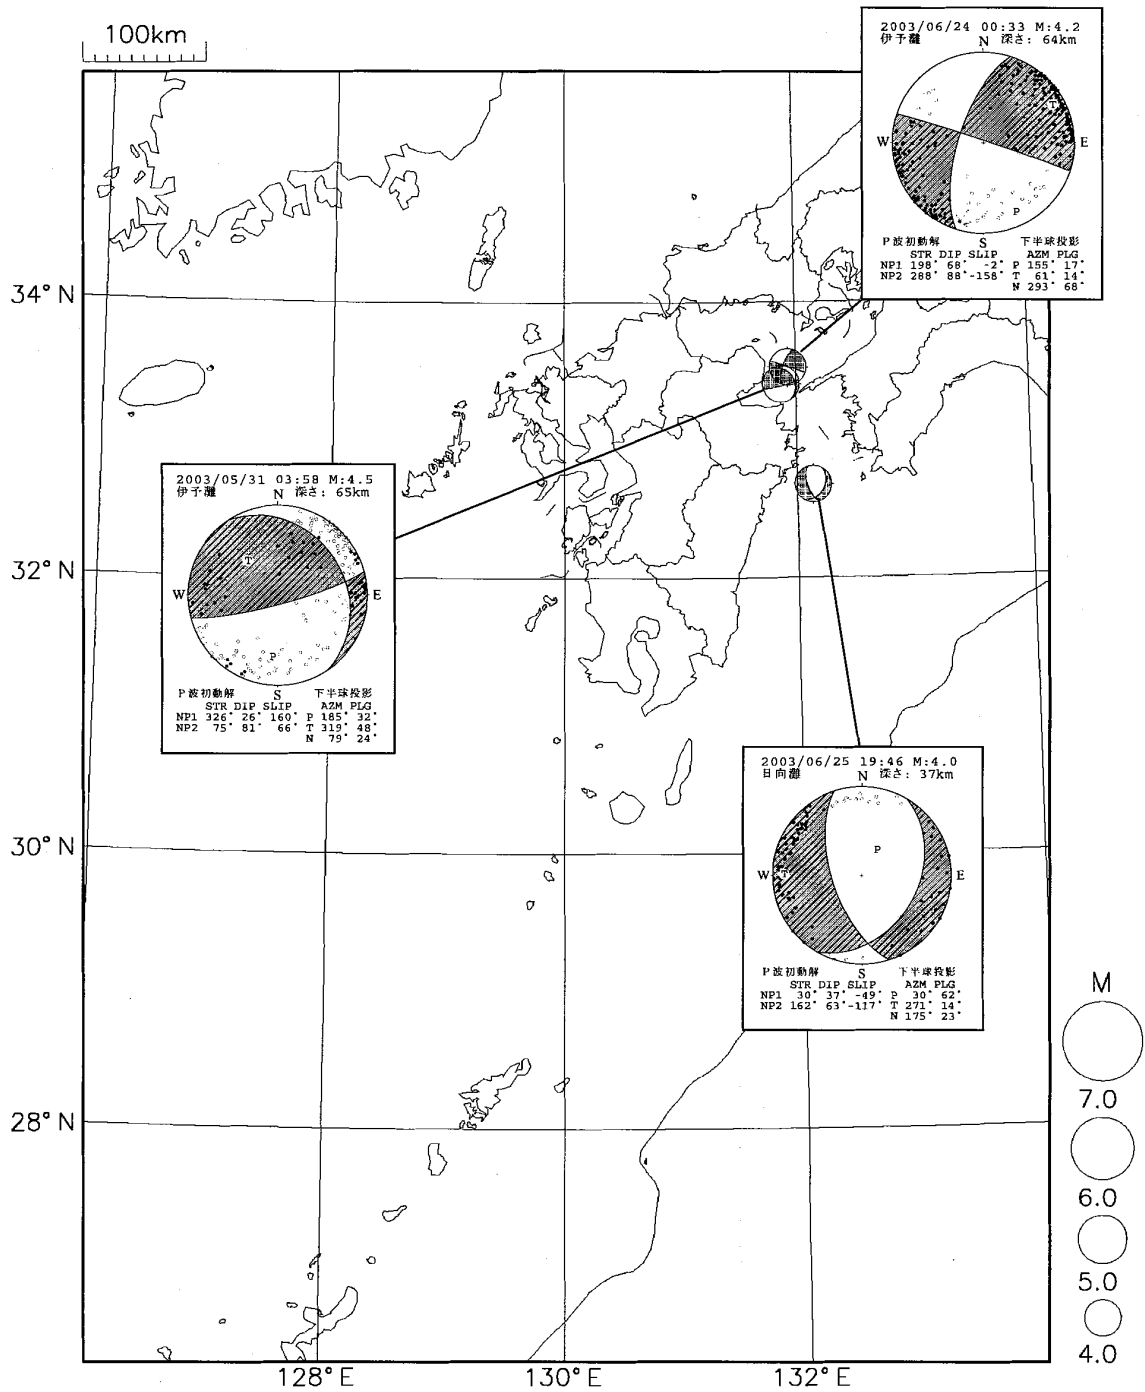 100km
2003/06/24 00:33 M:4.2
伊予灘 N 深さ: 64km
T
W E
P
P波初動解 S 下半球投影
STR DIP SLIP AZM PLG
NP1 198° 68° -2° P 155° 17°
NP2 288° 88° -158° T 61° 14°
N 293° 68°
34°N
2003/05/31 03:58 M:4.5
伊予灘 N 深さ: 65km
T
W E
P
P波初動解 S 下半球投影
STR DIP SLIP AZM PLG
NP1 326° 26° 160° P 185° 32°
NP2 75° 81° 66° T 319° 48°
N 79° 24°
32°N
2003/06/25 19:46 M:4.0
日向灘 N 深さ: 37km
P
W T E
P波初動解 S 下半球投影
STR DIP SLIP AZM PLG
NP1 30° 37° -49° P 30° 62°
NP2 162° 63° -117° T 271° 14°
N 175° 23°
30°N
28°N
M
7.0
6.0
5.0
4.0
128°E 130°E 132°E